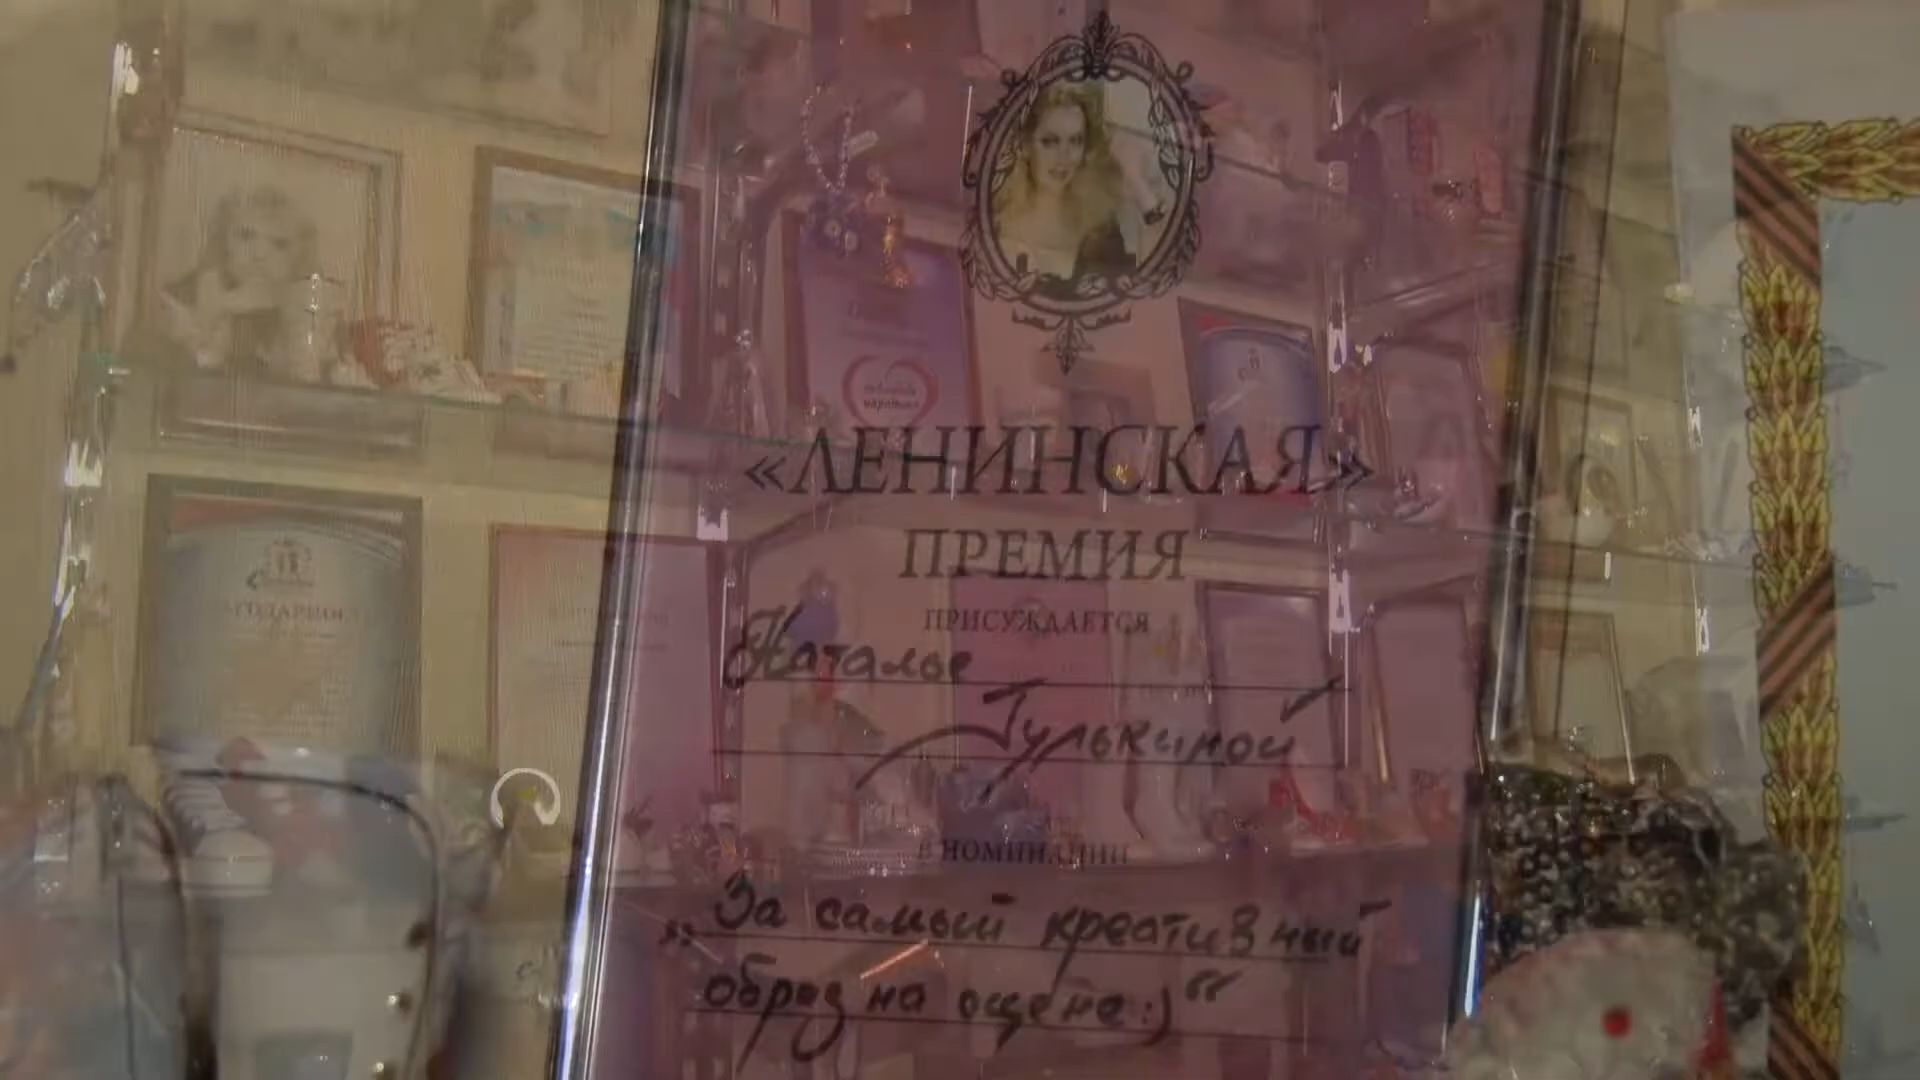 «ЛЕНИНСКАЯ»
ПРЕМИЯ
ПРИСУЖДАЕТСЯ
Наталье
Гулькиной
В НОМИНАЦИИ
„За самый креативный
образ на сцене :)“